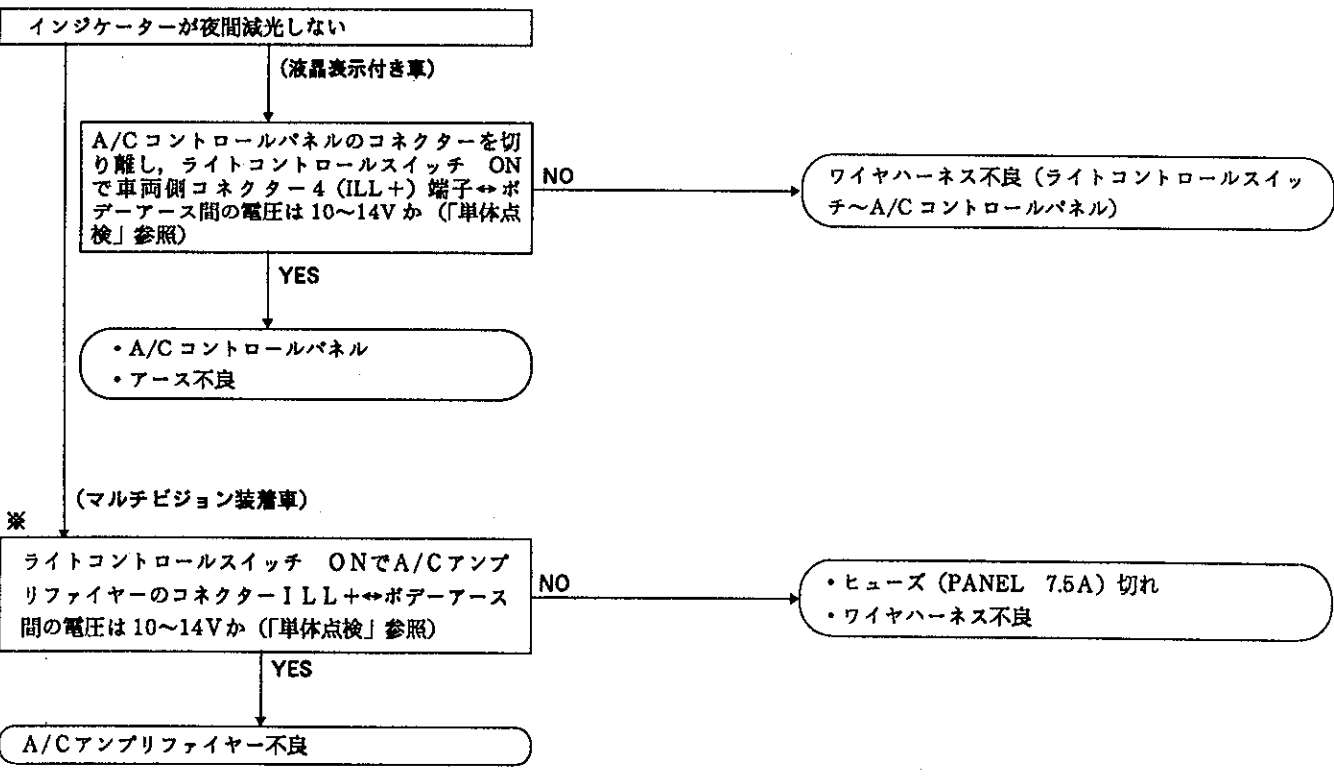 インジケーターが夜間減光しない
(液晶表示付き車)
A/Cコントロールパネルのコネクターを切
り離し,ライトコントロールスイッチ ON
で車両側コネクター4(ILL+)端子↔ボ
デーアース間の電圧は10~14Vか(「単体点
検」参照)
NO
ワイヤハーネス不良(ライトコントロールスイッ
チ~A/Cコントロールパネル)
YES
・A/Cコントロールパネル
・アース不良
(マルチビジョン装着車)
※
ライトコントロールスイッチ ONでA/Cアンプ
リファイヤーのコネクターILL+↔ボデーアース
間の電圧は10~14Vか(「単体点検」参照)
NO
・ヒューズ(PANEL 7.5A)切れ
・ワイヤハーネス不良
YES
A/Cアンプリファイヤー不良